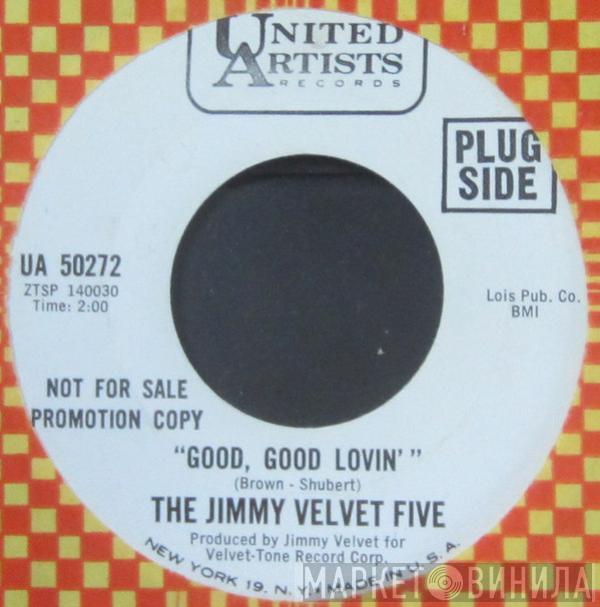 UNITED
ARTISTS
RECORDS
PLUG
SIDE
UA 50272
ZTSP 140030
Time: 2:00
Lois Pub. Co.
BMI
NOT FOR SALE
PROMOTION COPY
"GOOD, GOOD LOVIN' "
(Brown - Shubert)
THE JIMMY VELVET FIVE
Produced by Jimmy Velvet for
Velvet-Tone Record Corp.
NEW YORK 19, N.Y. • MADE IN U. S. A.
МАРКЕТ ВИНИЛА